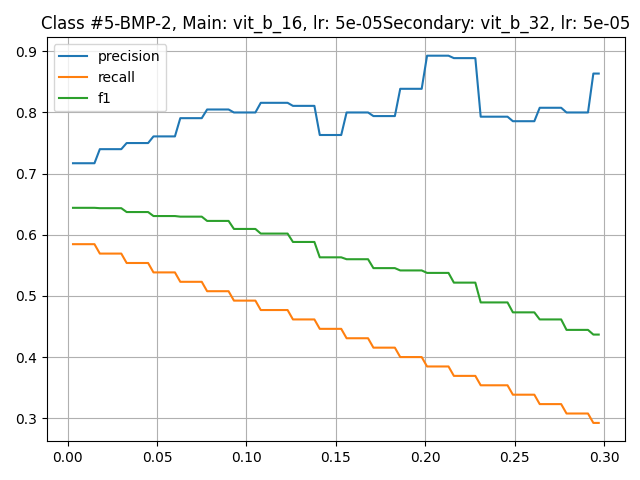 Class #5-BMP-2, Main: vit_b_16, lr: 5e-05Secondary: vit_b_32, lr: 5e-05
precision
recall
f1
0.9
0.8
0.7
0.6
0.5
0.4
0.3
0.00 0.05 0.10 0.15 0.20 0.25 0.30